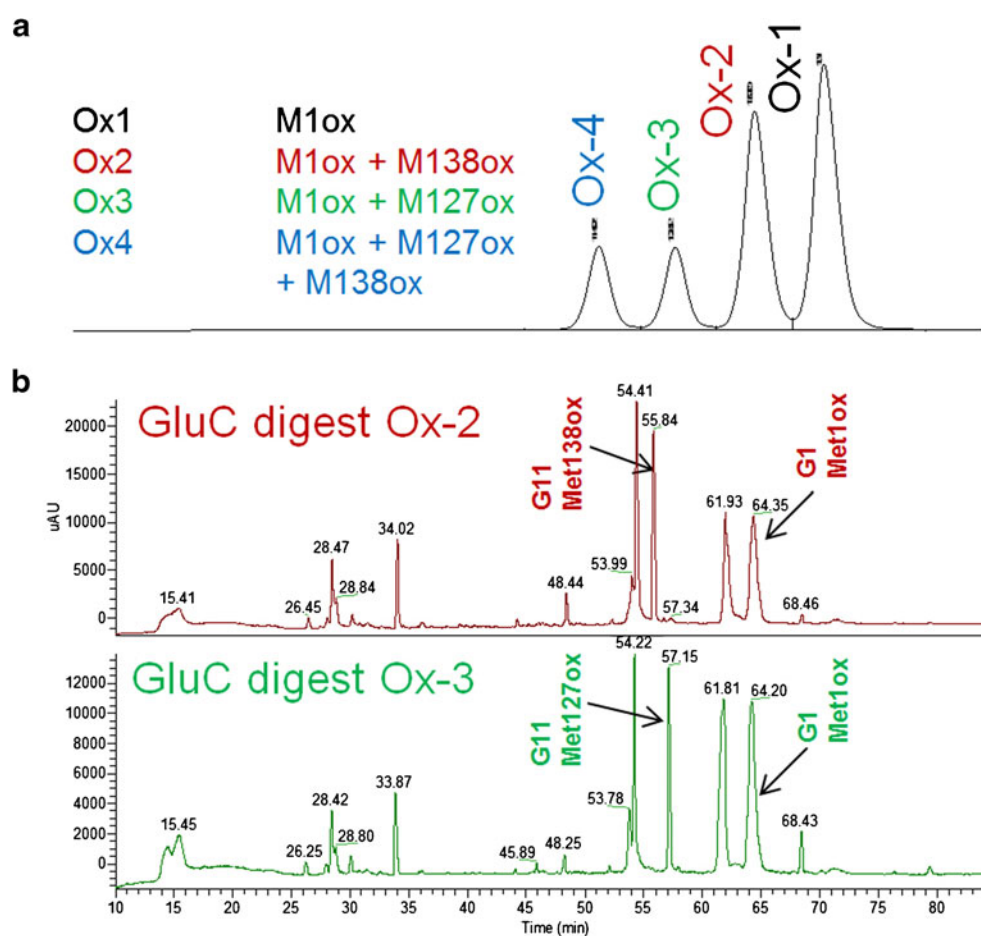 a
Ox1 M1ox
Ox2 M1ox + M138ox
Ox3 M1ox + M127ox
Ox4 M1ox + M127ox
+ M138ox
Ox-4
Ox-3
Ox-2
Ox-1
b
GluC digest Ox-2
uAU
20000
15000
10000
5000
0
15.41
26.45
28.47
28.84
34.02
48.44
53.99
54.41
55.84
57.34
61.93
64.35
68.46
G11
Met138ox
G1
Met1ox
GluC digest Ox-3
12000
10000
8000
6000
4000
2000
0
15.45
26.25
28.42
28.80
33.87
45.89
48.25
53.78
54.22
57.15
61.81
64.20
68.43
G11
Met127ox
G1
Met1ox
10 15 20 25 30 35 40 45 50 55 60 65 70 75 80
Time (min)